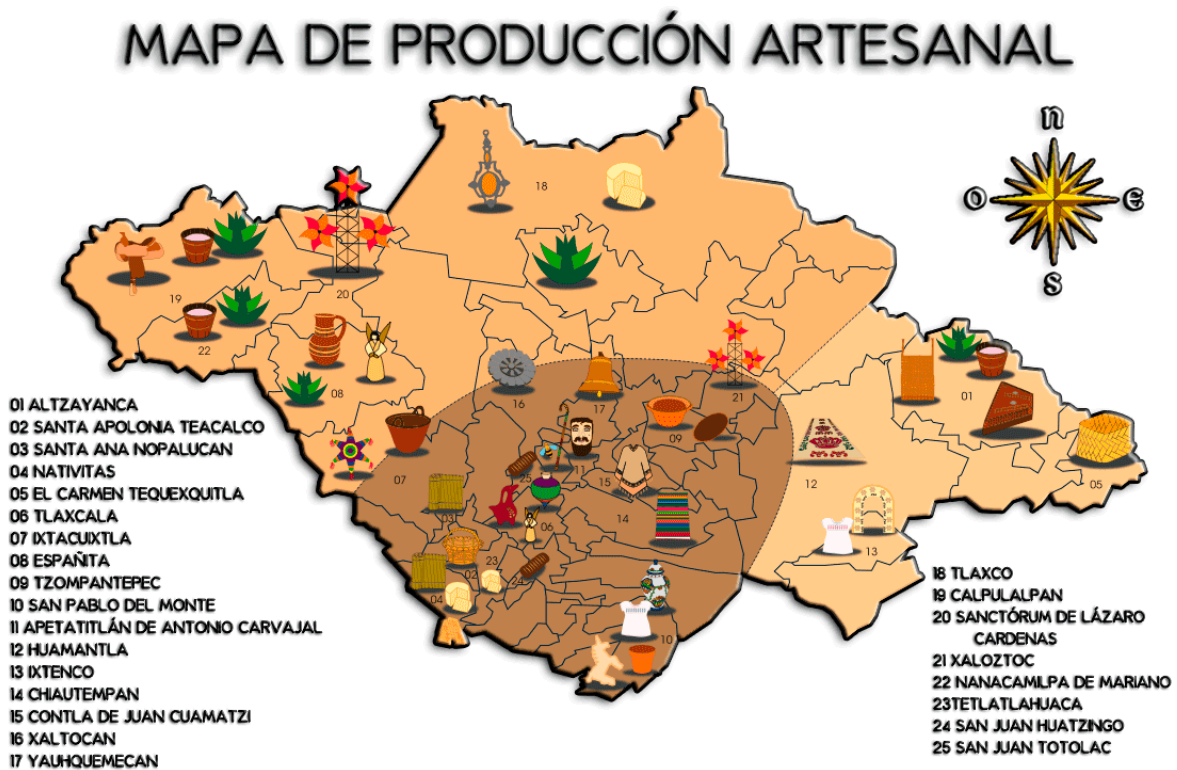 MAPA DE PRODUCCIÓN ARTESANAL
n
o
e
s
18
19
20
22
08
16
17
21
09
01
07
11
25
15
12
05
03
06
14
13
23
02
24
04
10
01 ALTZAYANCA
02 SANTA APOLONIA TEACALCO
03 SANTA ANA NOPALUCAN
04 NATIVITAS
05 EL CARMEN TEQUEXQUITLA
06 TLAXCALA
07 IXTACUIXTLA
08 ESPAÑITA
09 TZOMPANTEPEC
10 SAN PABLO DEL MONTE
11 APETATITLÁN DE ANTONIO CARVAJAL
12 HUAMANTLA
13 IXTENCO
14 CHIAUTEMPAN
15 CONTLA DE JUAN CUAMATZI
16 XALTOCAN
17 YAUHQUEMECAN
18 TLAXCO
19 CALPULALPAN
20 SANCTÓRUM DE LÁZARO
CARDENAS
21 XALOZTOC
22 NANACAMILPA DE MARIANO
23TETLATLAHUACA
24 SAN JUAN HUATZINGO
25 SAN JUAN TOTOLAC